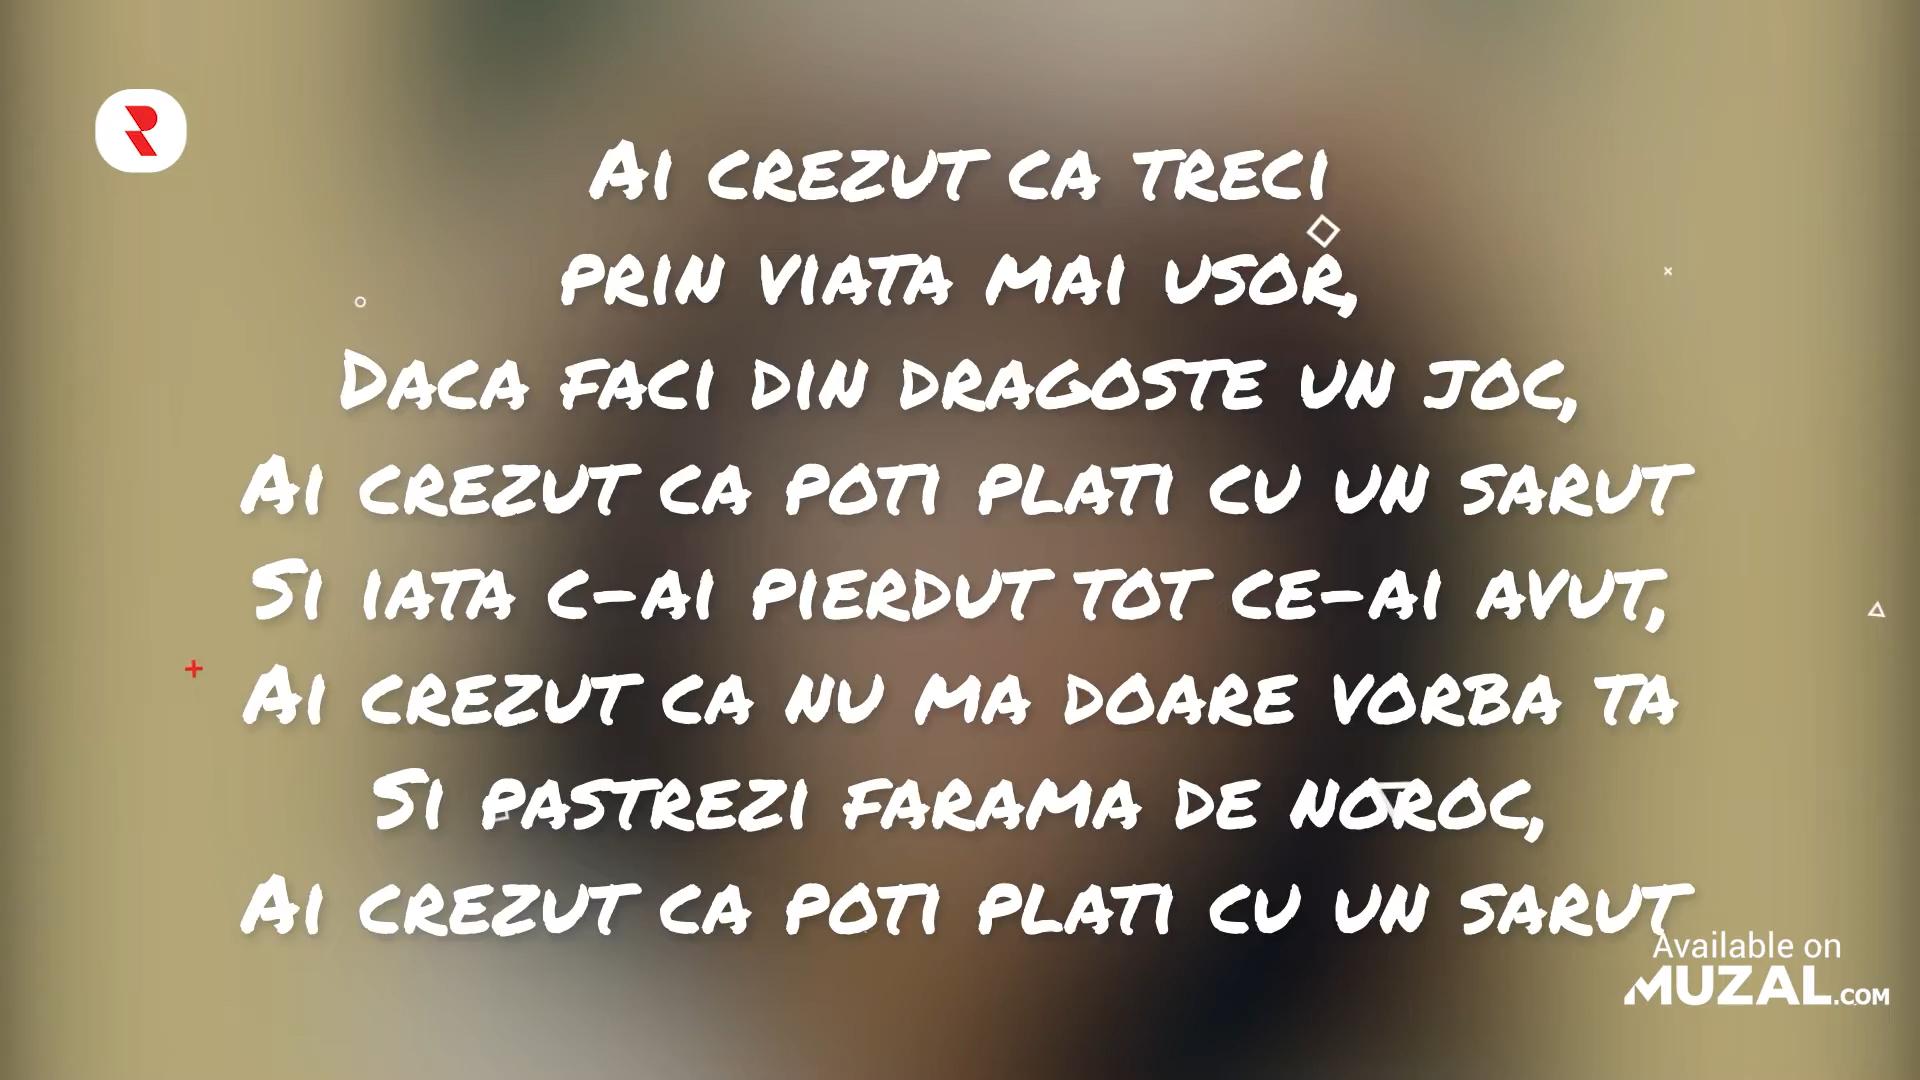 Ai crezut ca treci
prin viata mai usor,
Daca faci din dragoste un joc,
Ai crezut ca poti plati cu un sarut
Si iata c-ai pierdut tot ce-ai avut,
Ai crezut ca nu ma doare vorba ta
Si pastrezi farama de noroc,
Ai crezut ca poti plati cu un sarut
Available on
MUZAL.COM